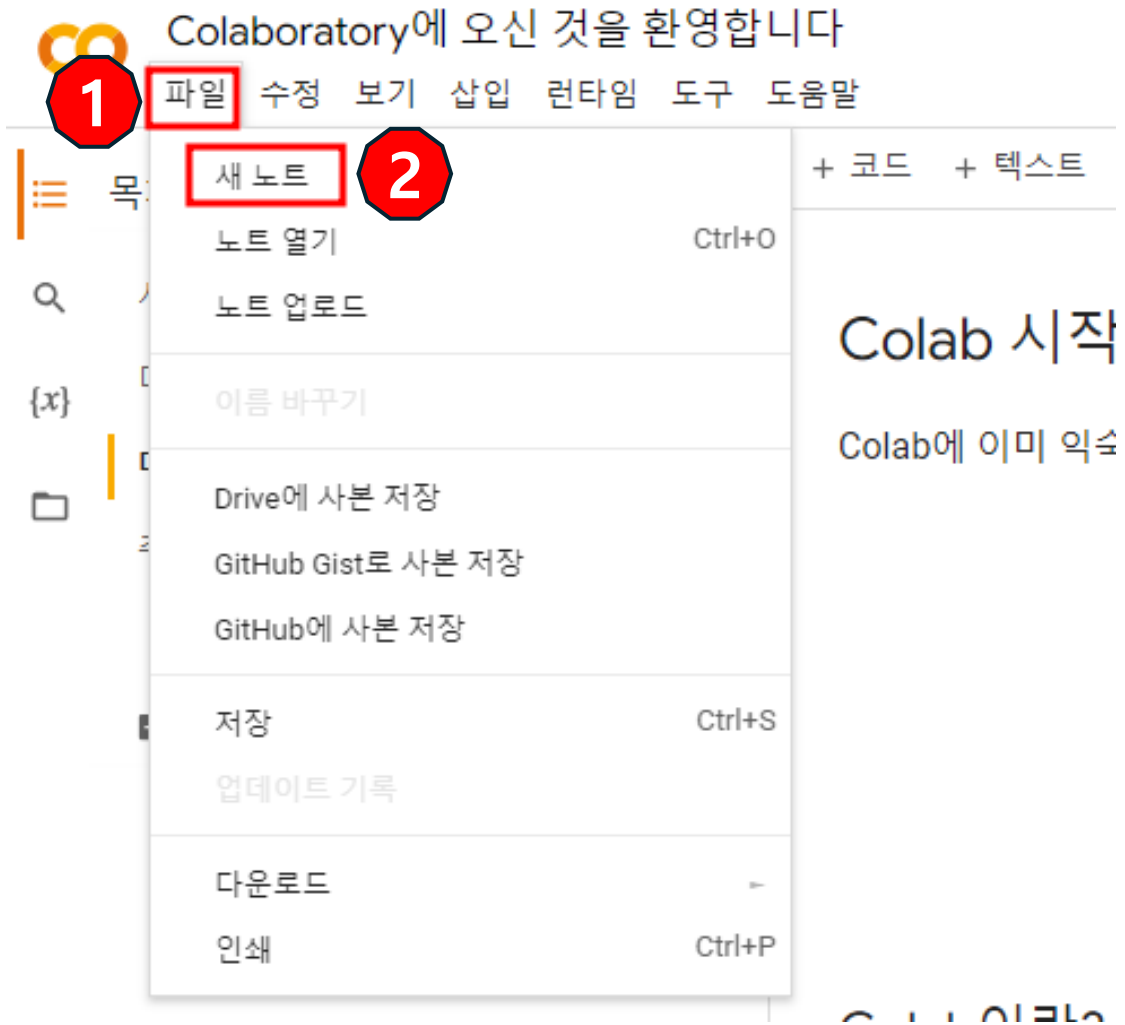 Colaboratory에 오신 것을 환영합니다
1 파일 수정 보기 삽입 런타임 도구 도움말
새 노트 2
+ 코드 + 텍스트
노트 열기 Ctrl+O
노트 업로드
{x}
이름 바꾸기
Colab 시작
Colab에 이미
Drive에 사본 저장
GitHub Gist로 사본 저장
GitHub에 사본 저장
저장 Ctrl+S
업데이트 기록
다운로드
인쇄 Ctrl+P